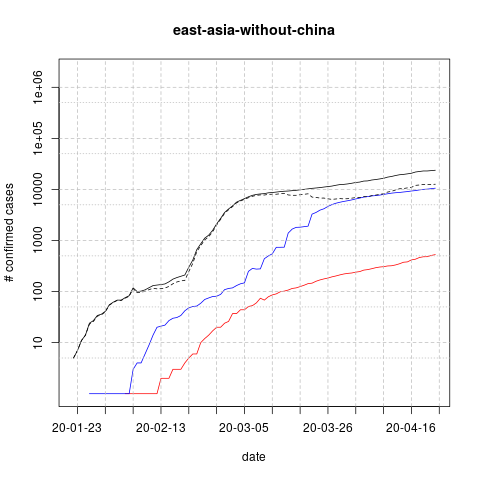 east-asia-without-china
# confirmed cases
1e+06
1e+05
10000
1000
100
10
20-01-23
20-02-13
20-03-05
20-03-26
20-04-16
date